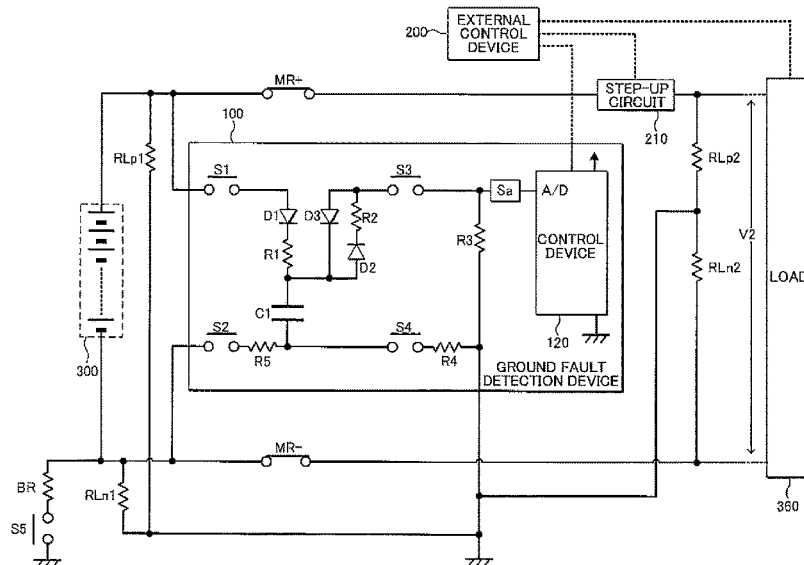 EXTERNAL
CONTROL
DEVICE
200
MR+
STEP-UP
CIRCUIT
210
100
RLp1
RLp2
S1
S3
Sa
A/D
D1
D3
R2
R3
R1
D2
CONTROL
DEVICE
V2
RLn2
LOAD
C1
S2
S4
120
R5
R4
300
GROUND FAULT
DETECTION DEVICE
MR-
BR
RLn1
360
S5